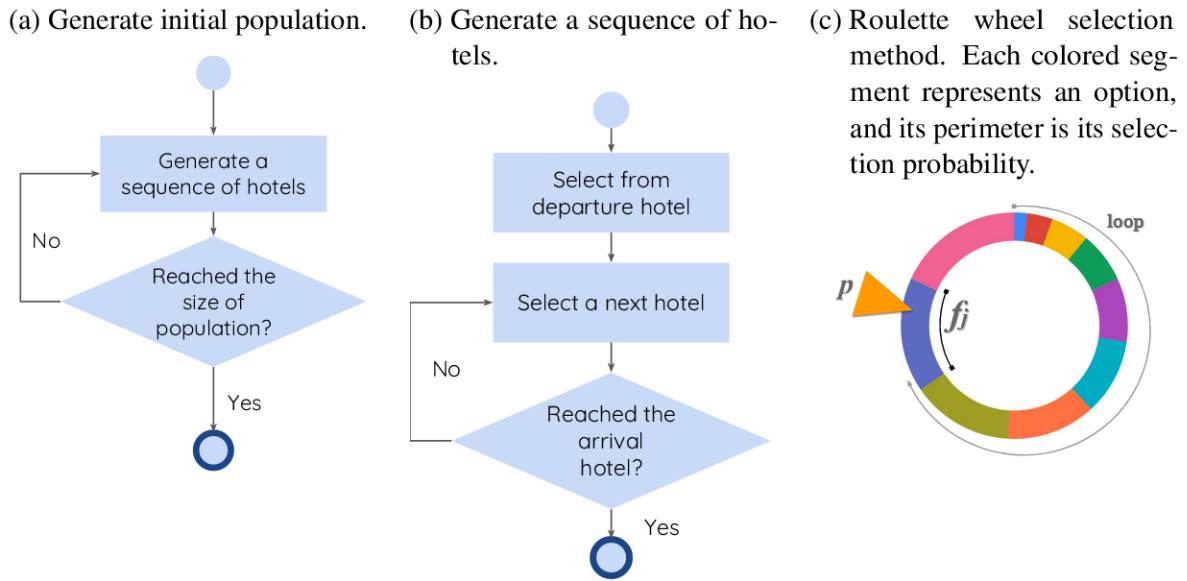 (a) Generate initial population.
Generate a
sequence of hotels
No
Reached the
size of
population?
Yes
(b) Generate a sequence of ho-
tels.
Select from
departure hotel
Select a next hotel
No
Reached the
arrival
hotel?
Yes
(c) Roulette wheel selection
method. Each colored seg-
ment represents an option,
and its perimeter is its selec-
tion probability.
loop
p
fj